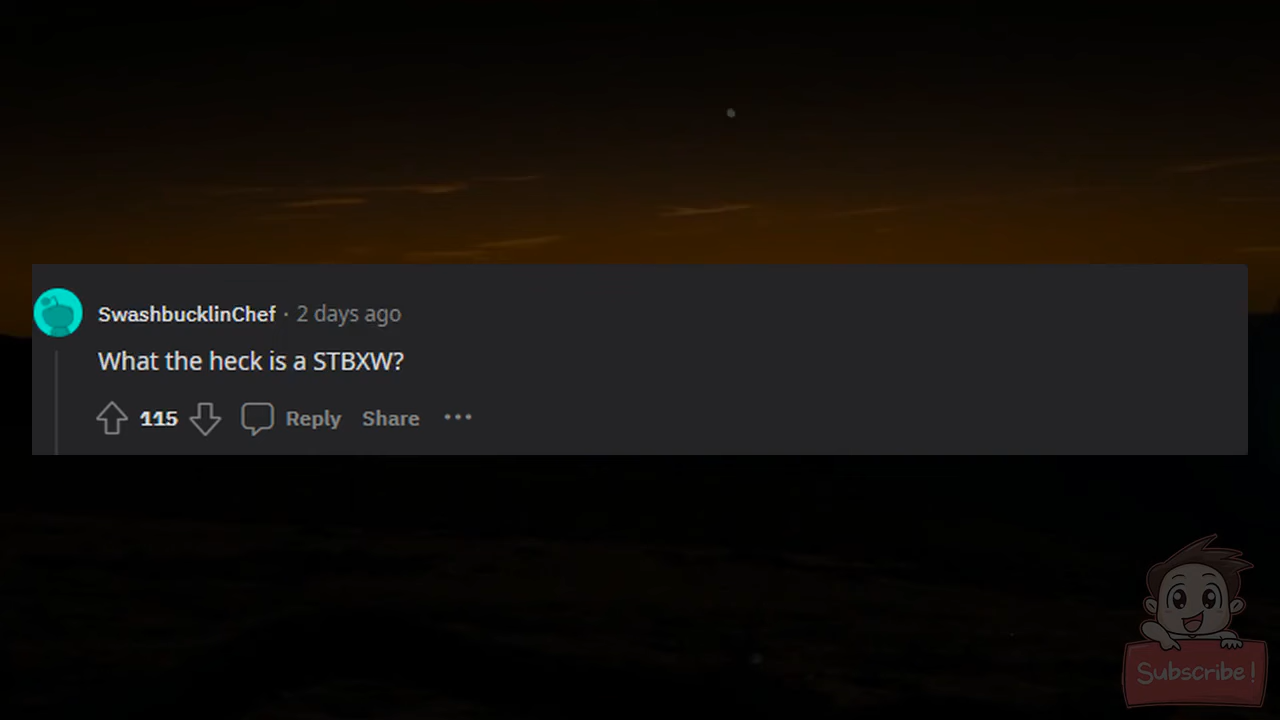 SwashbucklinChef · 2 days ago
What the heck is a STBXW?
115 Reply Share ···
Subscribe!